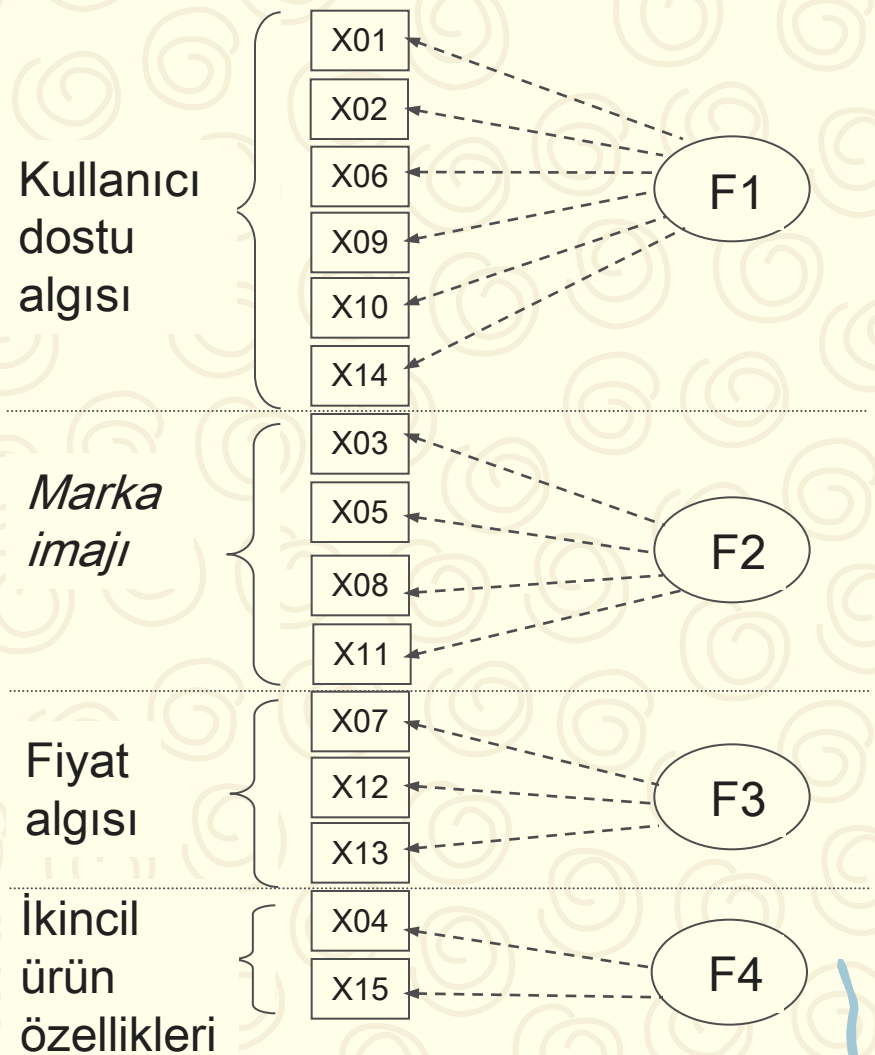 Kullanıcı
dostu
algısı
X01
X02
X06
X09
X10
X14
F1
Marka
imajı
X03
X05
X08
X11
F2
Fiyat
algısı
X07
X12
X13
F3
İkincil
ürün
özellikleri
X04
X15
F4